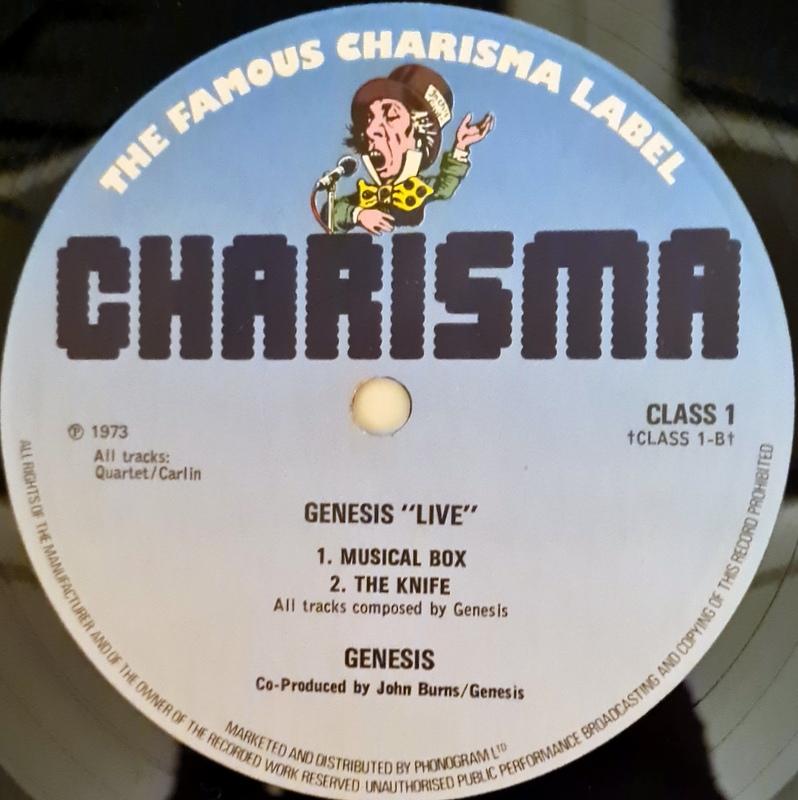 THE FAMOUS CHARISMA LABEL
CHARISMA
℗ 1973
All tracks:
Quartet/Carlin
CLASS 1
†CLASS 1-B†
GENESIS "LIVE"
1. MUSICAL BOX
2. THE KNIFE
All tracks composed by Genesis
GENESIS
Co-Produced by John Burns/Genesis
MARKETED AND DISTRIBUTED BY PHONOGRAM LTD
ALL RIGHTS OF THE MANUFACTURER AND OF THE OWNER OF THE RECORDED WORK RESERVED UNAUTHORISED PUBLIC PERFORMANCE BROADCASTING AND COPYING OF THIS RECORD PROHIBITED